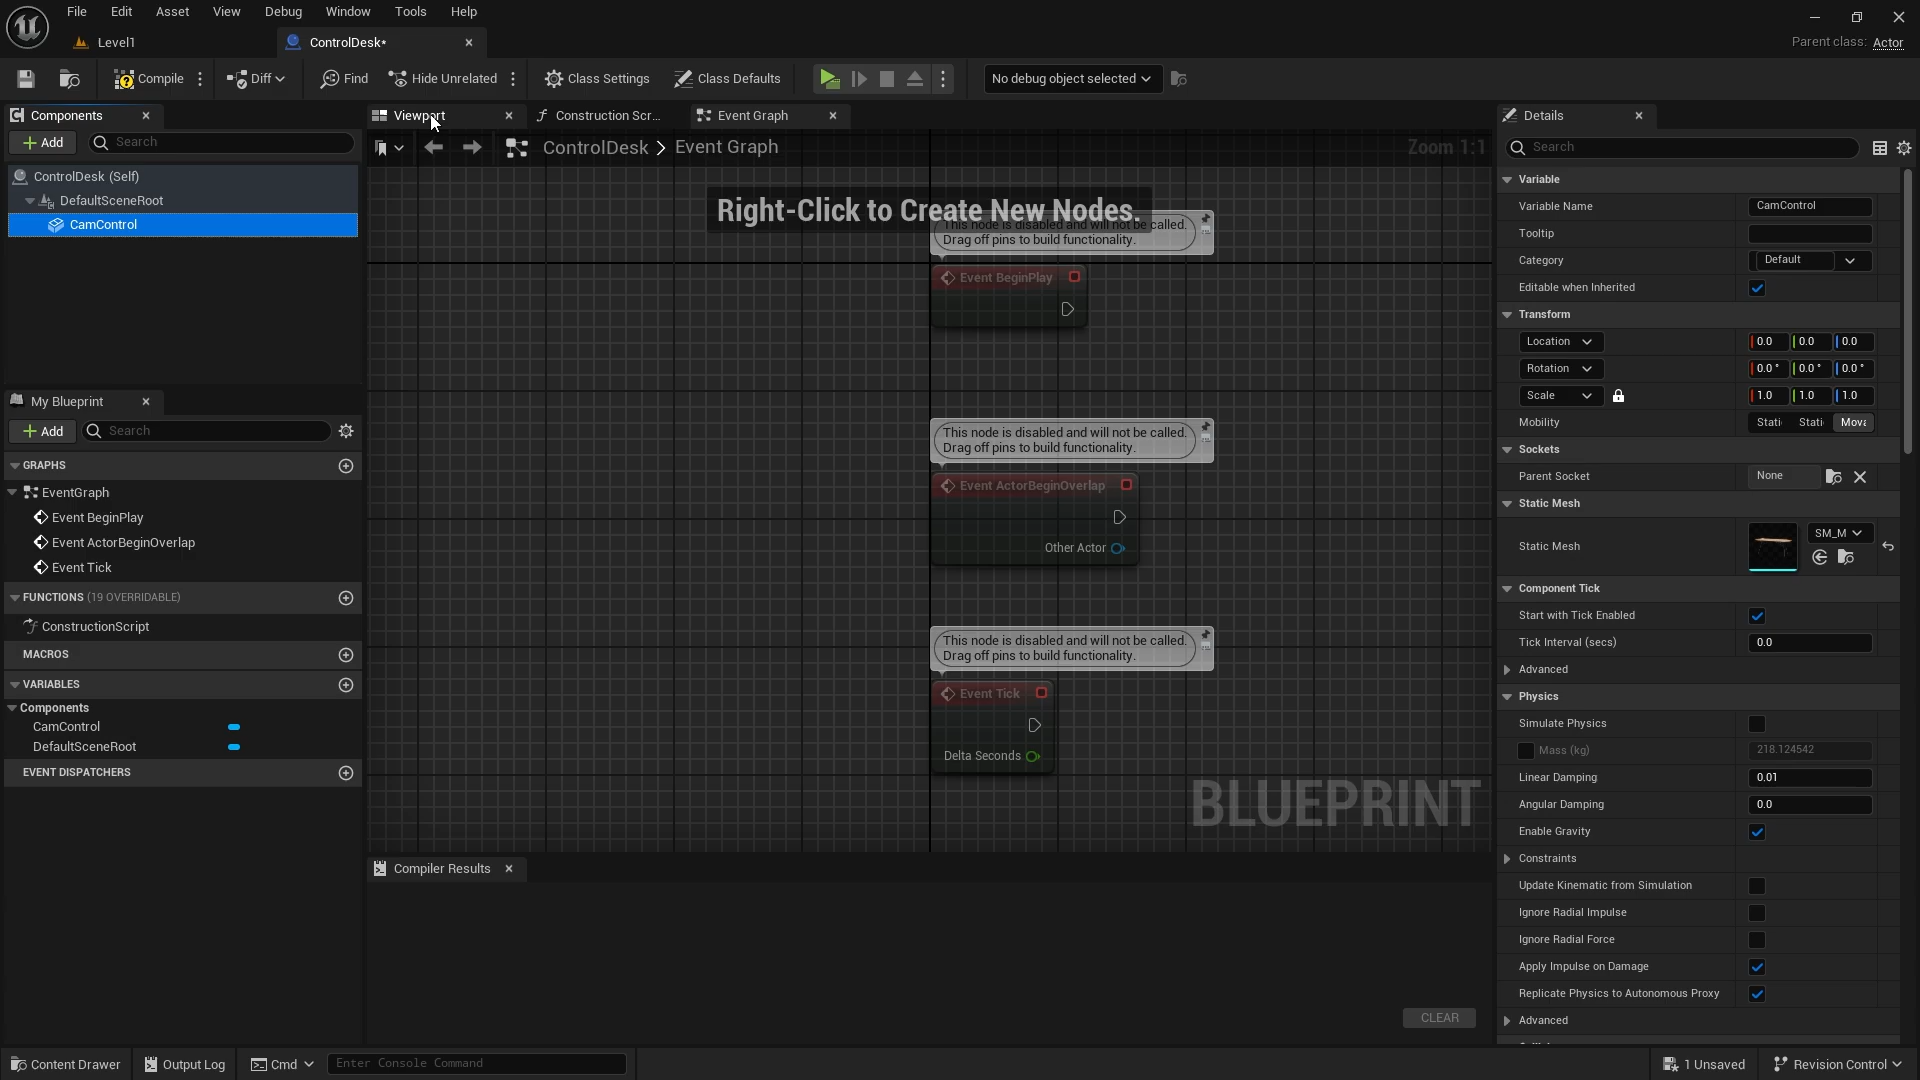 File Edit Asset View Debug Window Tools Help
Level1
ControlDesk*
Parent class: Actor
Compile
Diff
Find
Hide Unrelated
Class Settings
Class Defaults
No debug object selected
Components
Add
Search
ControlDesk (Self)
DefaultSceneRoot
CamControl
My Blueprint
Add
Search
GRAPHS
EventGraph
Event BeginPlay
Event ActorBeginOverlap
Event Tick
FUNCTIONS (19 OVERRIDABLE)
ConstructionScript
MACROS
VARIABLES
Components
CamControl
DefaultSceneRoot
EVENT DISPATCHERS
Viewport
Construction Scr...
Event Graph
ControlDesk > Event Graph
Zoom 1:1
Right-Click to Create New Nodes.
This node is disabled and will not be called.
Drag off pins to build functionality.
Event BeginPlay
This node is disabled and will not be called.
Drag off pins to build functionality.
Event ActorBeginOverlap
Other Actor
This node is disabled and will not be called.
Drag off pins to build functionality.
Event Tick
Delta Seconds
BLUEPRINT
Compiler Results
CLEAR
Details
Search
Variable
Variable Name CamControl
Tooltip
Category Default
Editable when Inherited
Transform
Location 0.0 0.0 0.0
Rotation 0.0° 0.0° 0.0°
Scale 1.0 1.0 1.0
Mobility Stati Stati Mova
Sockets
Parent Socket None
Static Mesh
Static Mesh SM_M
Component Tick
Start with Tick Enabled
Tick Interval (secs) 0.0
Advanced
Physics
Simulate Physics
Mass (kg) 218.124542
Linear Damping 0.01
Angular Damping 0.0
Enable Gravity
Constraints
Update Kinematic from Simulation
Ignore Radial Impulse
Ignore Radial Force
Apply Impulse on Damage
Replicate Physics to Autonomous Proxy
Advanced
Content Drawer
Output Log
Cmd
Enter Console Command
1 Unsaved
Revision Control